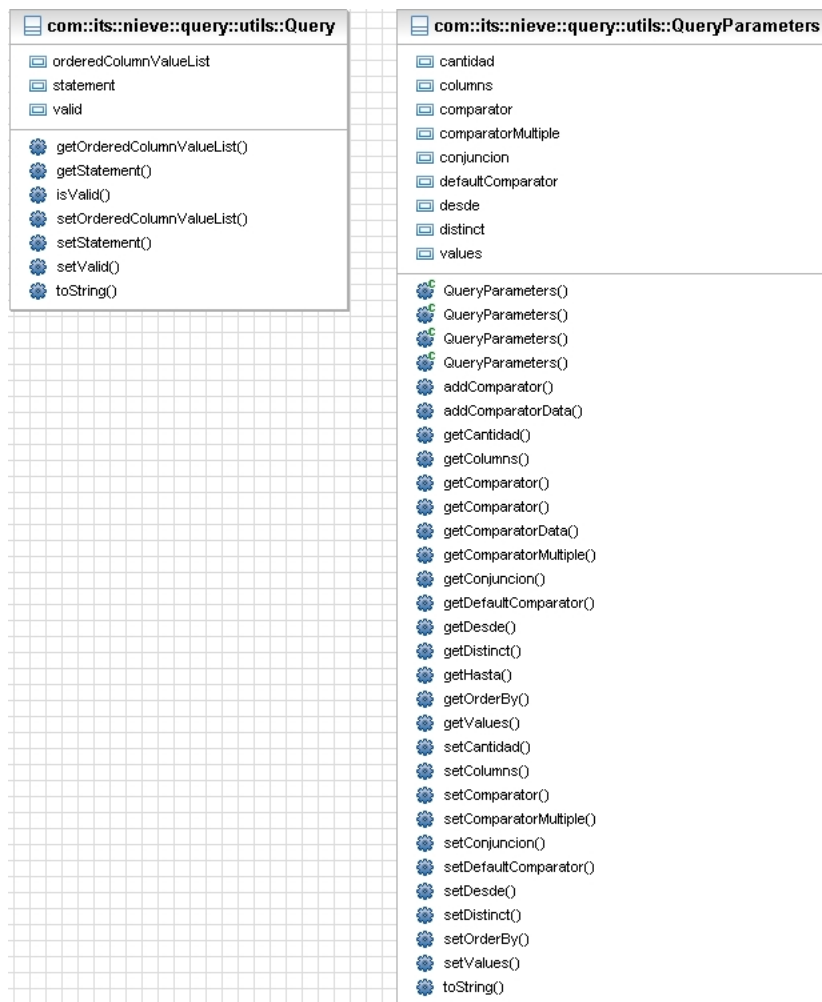 com::its::nieve::query::utils::Query
orderedColumnValueList
statement
valid
getOrderedColumnValueList()
getStatement()
isValid()
setOrderedColumnValueList()
setStatement()
setValid()
toString()
com::its::nieve::query::utils::QueryParameters
cantidad
columns
comparator
comparatorMultiple
conjuncion
defaultComparator
desde
distinct
values
QueryParameters()
QueryParameters()
QueryParameters()
QueryParameters()
addComparator()
addComparatorData()
getCantidad()
getColumns()
getComparator()
getComparator()
getComparatorData()
getComparatorMultiple()
getConjuncion()
getDefaultComparator()
getDesde()
getDistinct()
getHasta()
getOrderBy()
getValues()
setCantidad()
setColumns()
setComparator()
setComparatorMultiple()
setConjuncion()
setDefaultComparator()
setDesde()
setDistinct()
setOrderBy()
setValues()
toString()